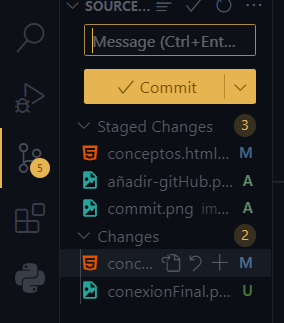 SOURCE...
Message (Ctrl+Ent...
Commit
Staged Changes 3
conceptos.html... M
añadir-gitHub.p... A
commit.png im... A
5
Changes 2
conc... M
conexionFinal.p... U